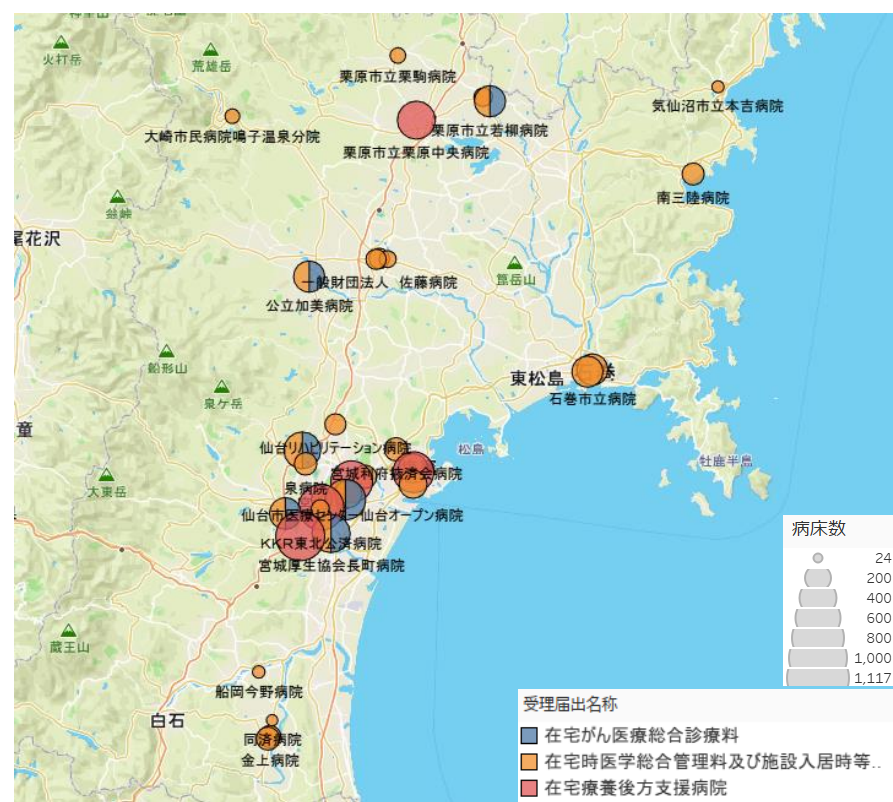 火打岳
荒雄岳
栗原市立栗駒病院
気仙沼市立本吉病院
大崎市民病院鳴子温泉分院
栗原市立若柳病院
栗原市立栗原中央病院
南三陸病院
尾花沢
箟岳山
一般財団法人 佐藤病院
公立加美病院
船形山
東松島
石巻市立病院
泉ケ岳
童
仙台リハビリテーション病院
松島
牡鹿半島
宮城利府掖済会病院
大東岳
泉病院
仙台市医療センター仙台オープン病院
KKR東北公済病院
宮城厚生協会長町病院
蔵王山
船岡今野病院
白石
同済病院
金上病院
病床数
24
200
400
600
800
1,000
1,117
受理届出名称
在宅がん医療総合診療料
在宅時医学総合管理料及び施設入居時等..
在宅療養後方支援病院